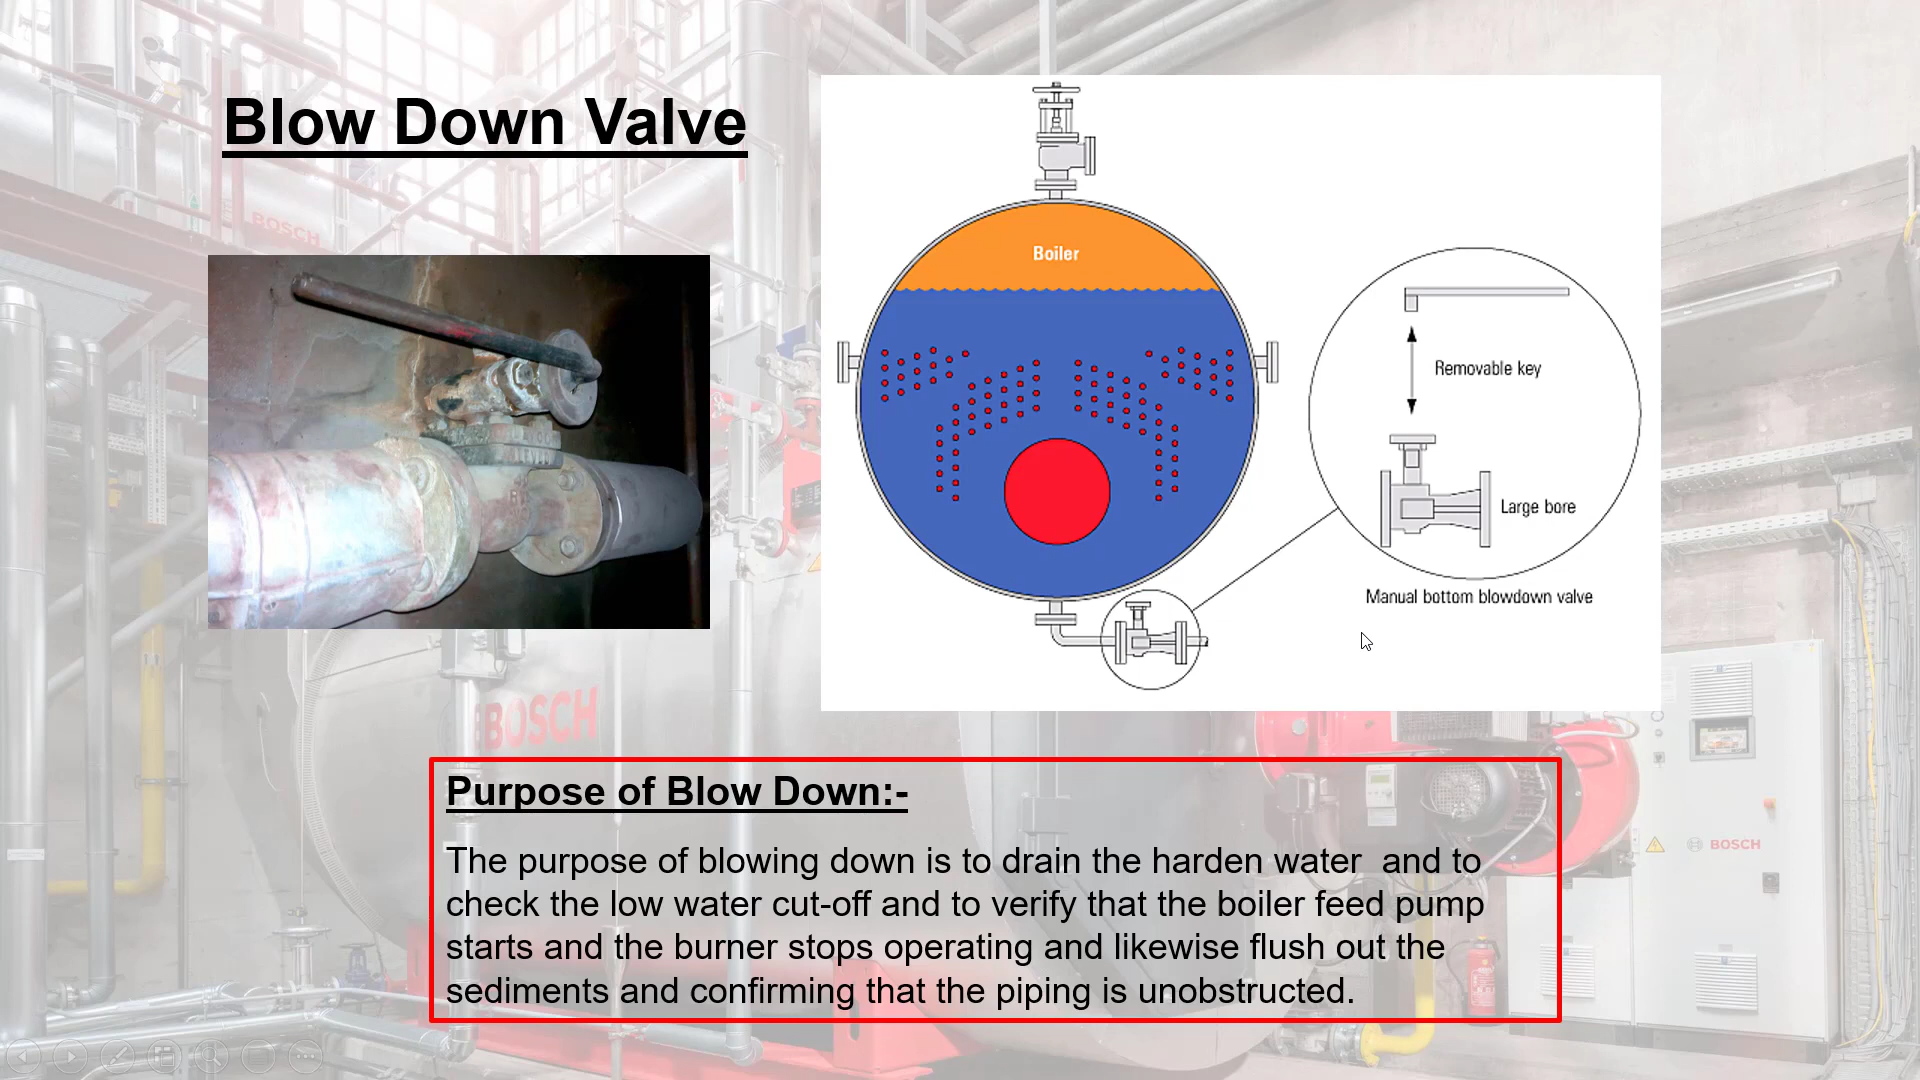 Blow Down Valve
BOSCH
Boiler
Removable key
Large bore
Manual bottom blowdown valve
BOSCH
Purpose of Blow Down:-
The purpose of blowing down is to drain the harden water  and to
check the low water cut-off and to verify that the boiler feed pump
starts and the burner stops operating and likewise flush out the
sediments and confirming that the piping is unobstructed.
BOSCH